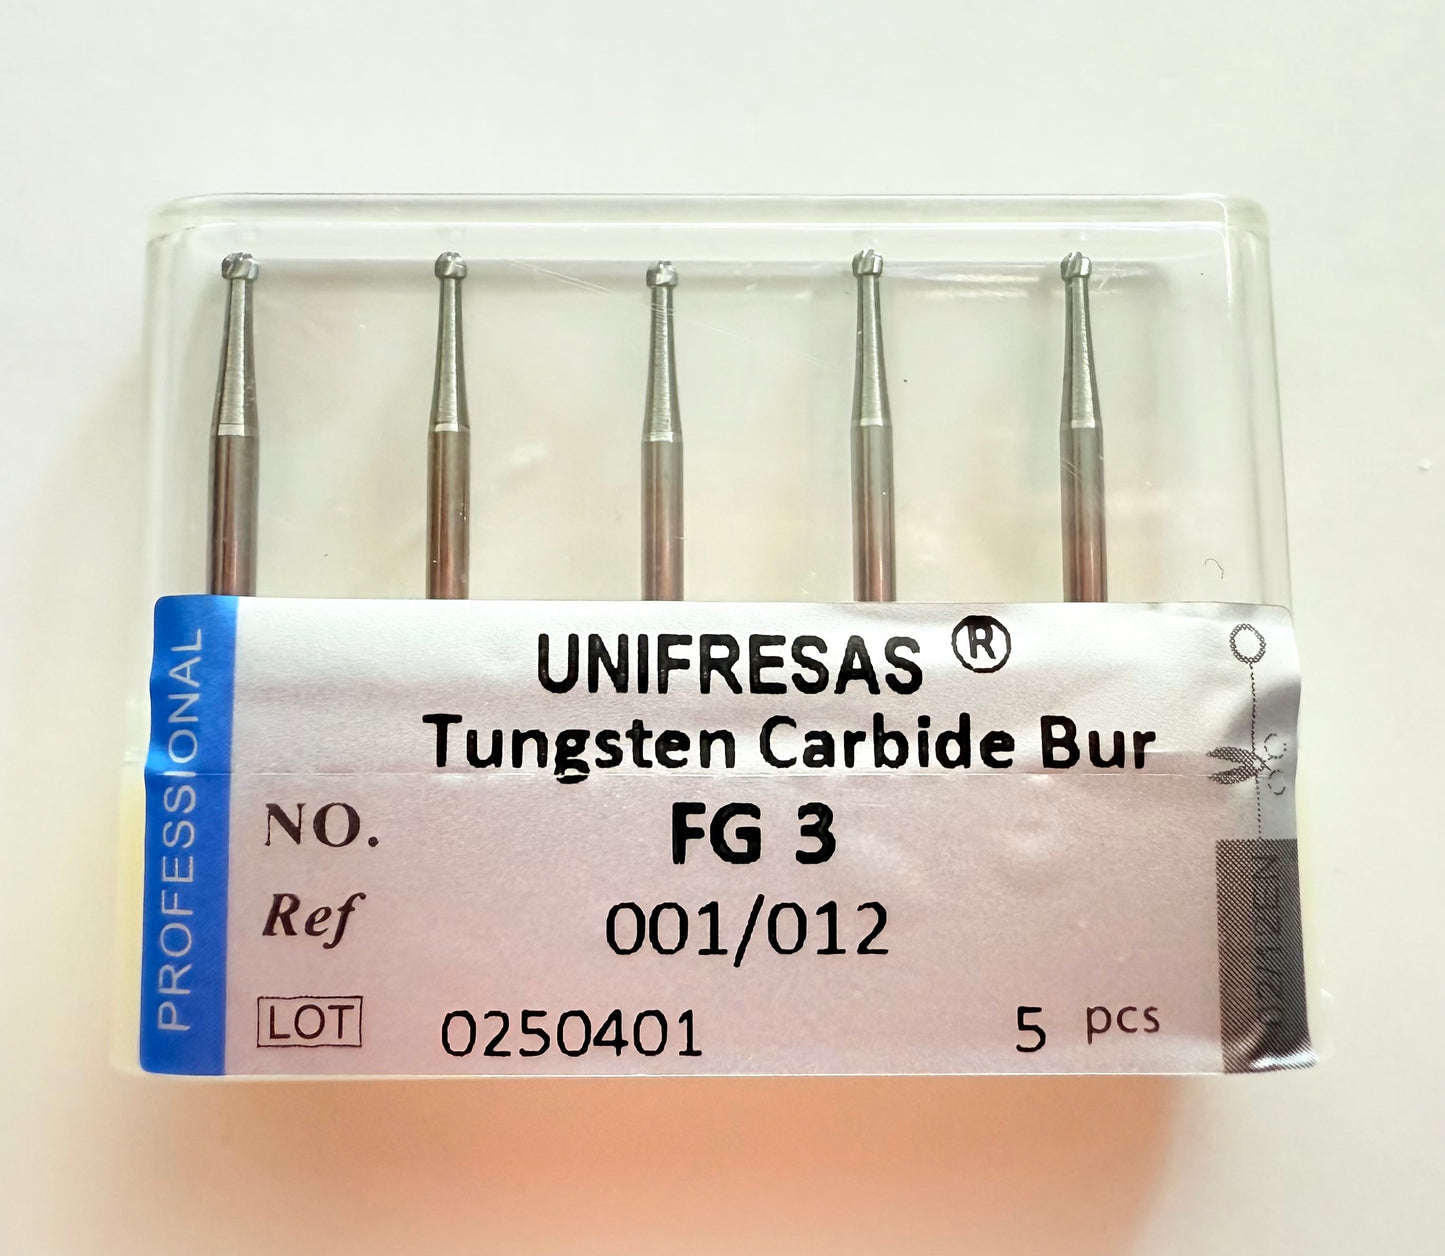 UNIFRESAS ®
Tungsten Carbide Bur
NO. FG 3
Ref 001/012
LOT 0250401 5 pcs
PROFESSIONAL